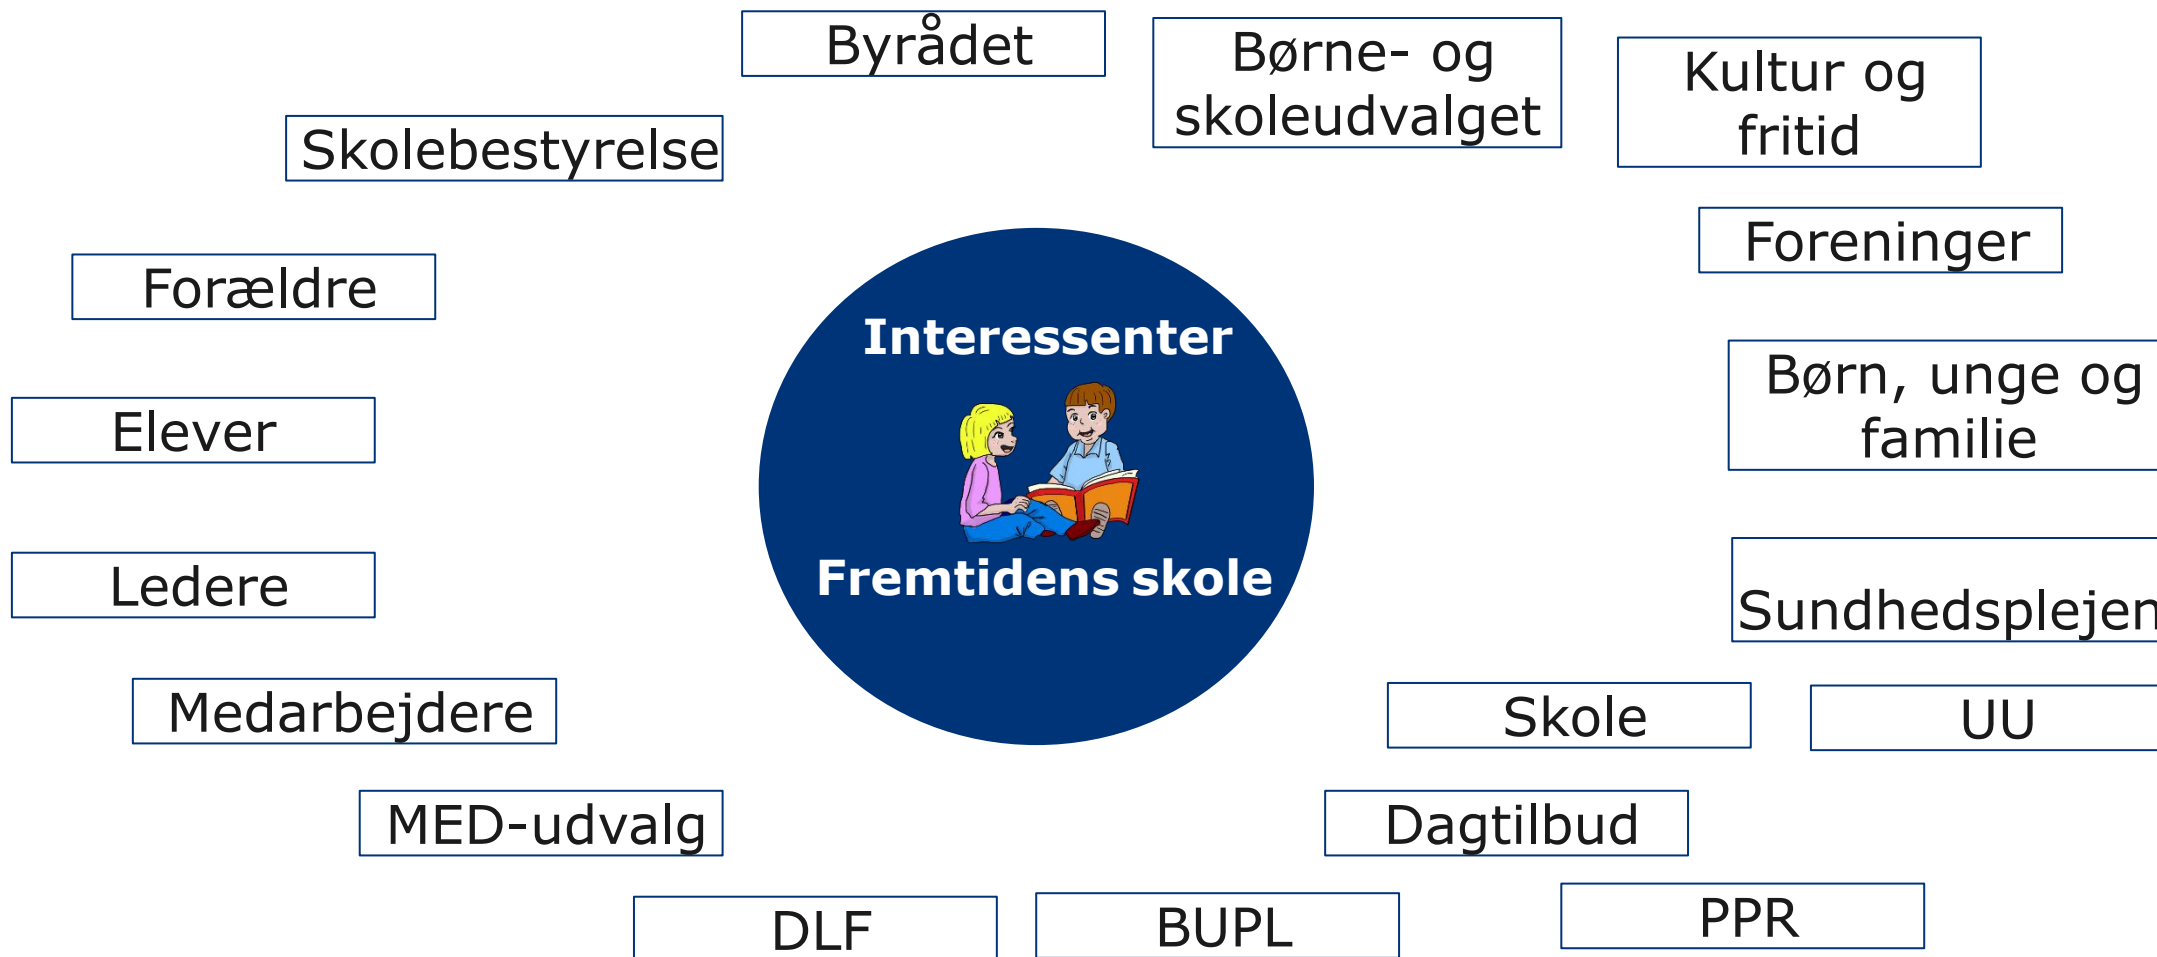 Byrådet
Børne- og
skoleudvalget
Kultur og
fritid
Skolebestyrelse
Foreninger
Forældre
Interessenter
Børn, unge og
familie
Elever
Fremtidens skole
Ledere
Sundhedsplejen
Medarbejdere
Skole
UU
MED-udvalg
Dagtilbud
DLF
BUPL
PPR